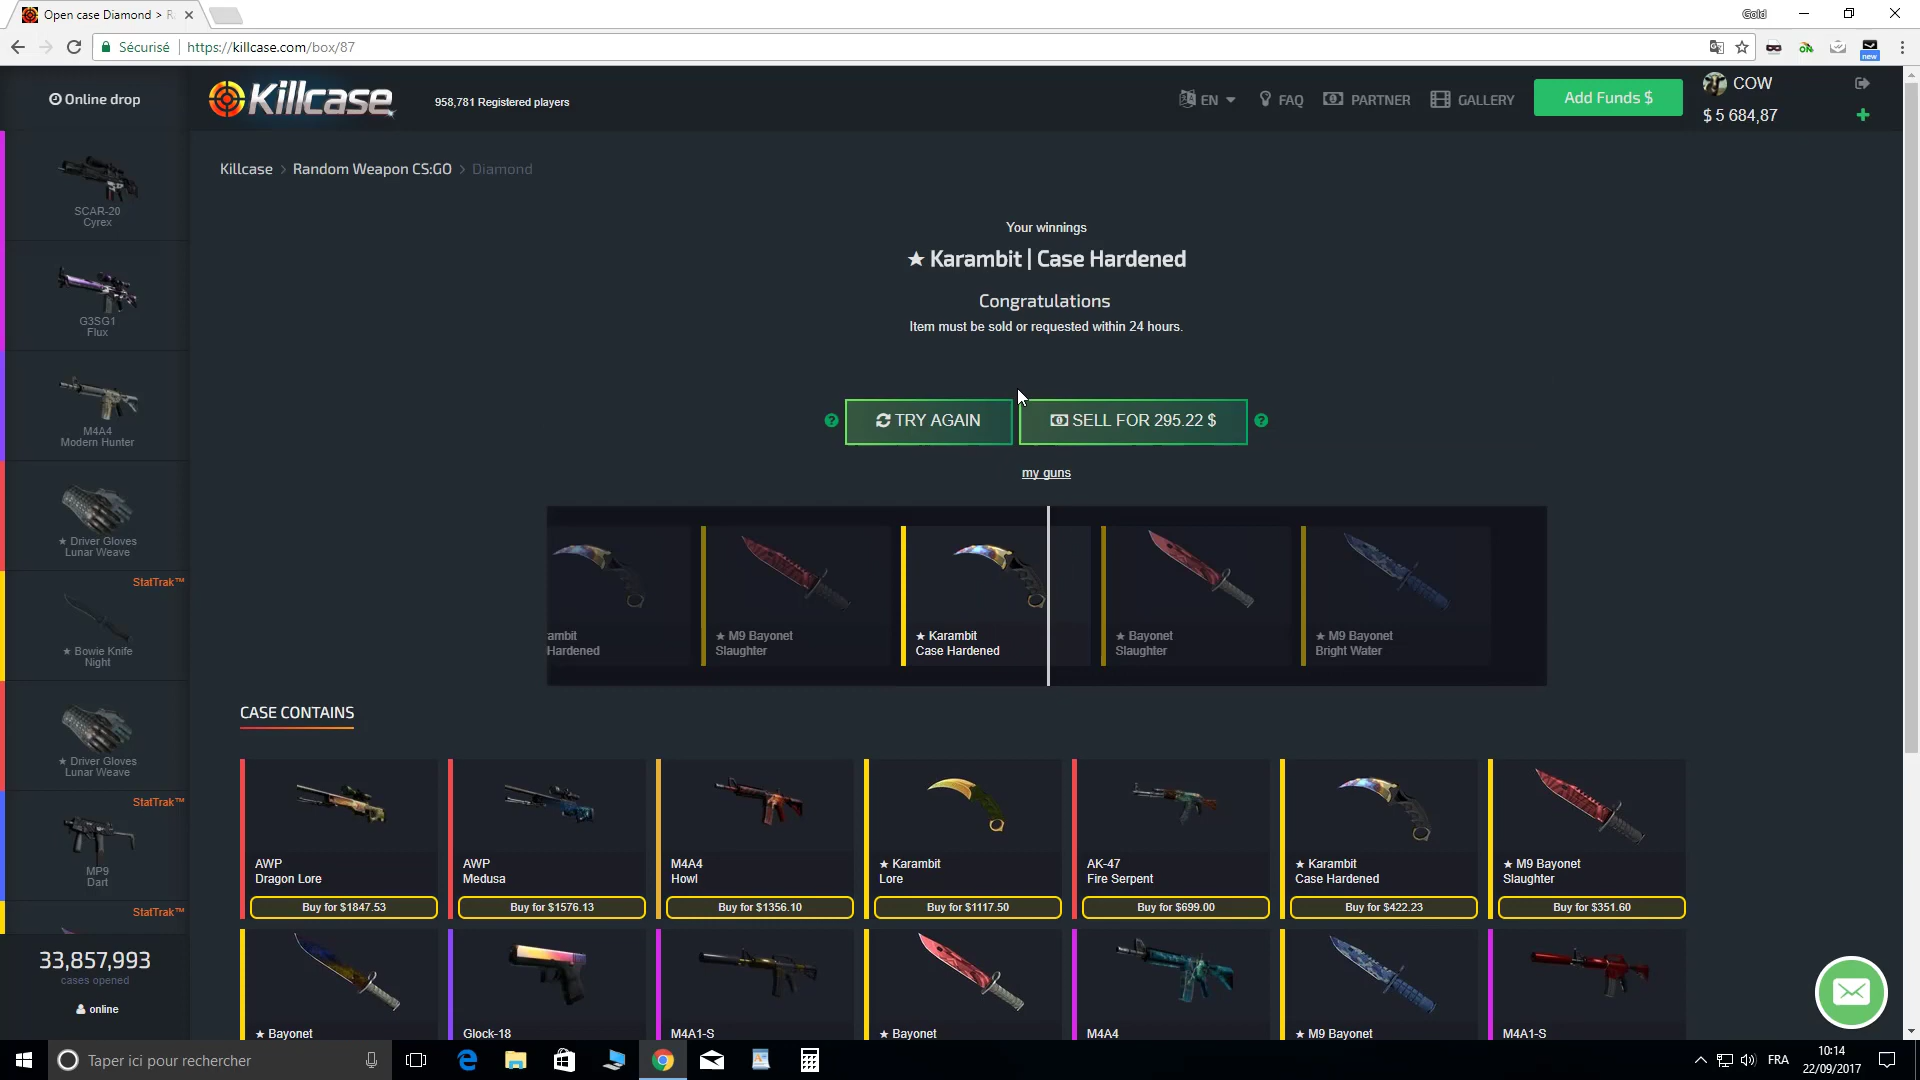 Open case Diamond > R
Gold
Sécurisé
https://killcase.com/box/87
new
Online drop
Killcase
958,781 Registered players
EN
FAQ
PARTNER
GALLERY
Add Funds $
COW
$ 5 684,87
Killcase > Random Weapon CS:GO > Diamond
SCAR-20
Cyrex
G3SG1
Flux
M4A4
Modern Hunter
★ Driver Gloves
Lunar Weave
StatTrak™
★ Bowie Knife
Night
★ Driver Gloves
Lunar Weave
StatTrak™
MP9
Dart
StatTrak™
33,857,993
cases opened
online
Your winnings
★ Karambit | Case Hardened
Congratulations
Item must be sold or requested within 24 hours.
? TRY AGAIN
SELL FOR 295.22 $ ?
my guns
ambit
Hardened
★ M9 Bayonet
Slaughter
★ Karambit
Case Hardened
★ Bayonet
Slaughter
★ M9 Bayonet
Bright Water
CASE CONTAINS
AWP
Dragon Lore
Buy for $1847.53
AWP
Medusa
Buy for $1576.13
M4A4
Howl
Buy for $1356.10
★ Karambit
Lore
Buy for $1117.50
AK-47
Fire Serpent
Buy for $699.00
★ Karambit
Case Hardened
Buy for $422.23
★ M9 Bayonet
Slaughter
Buy for $351.60
★ Bayonet
Glock-18
M4A1-S
★ Bayonet
M4A4
★ M9 Bayonet
M4A1-S
Taper ici pour rechercher
FRA
10:14
22/09/2017